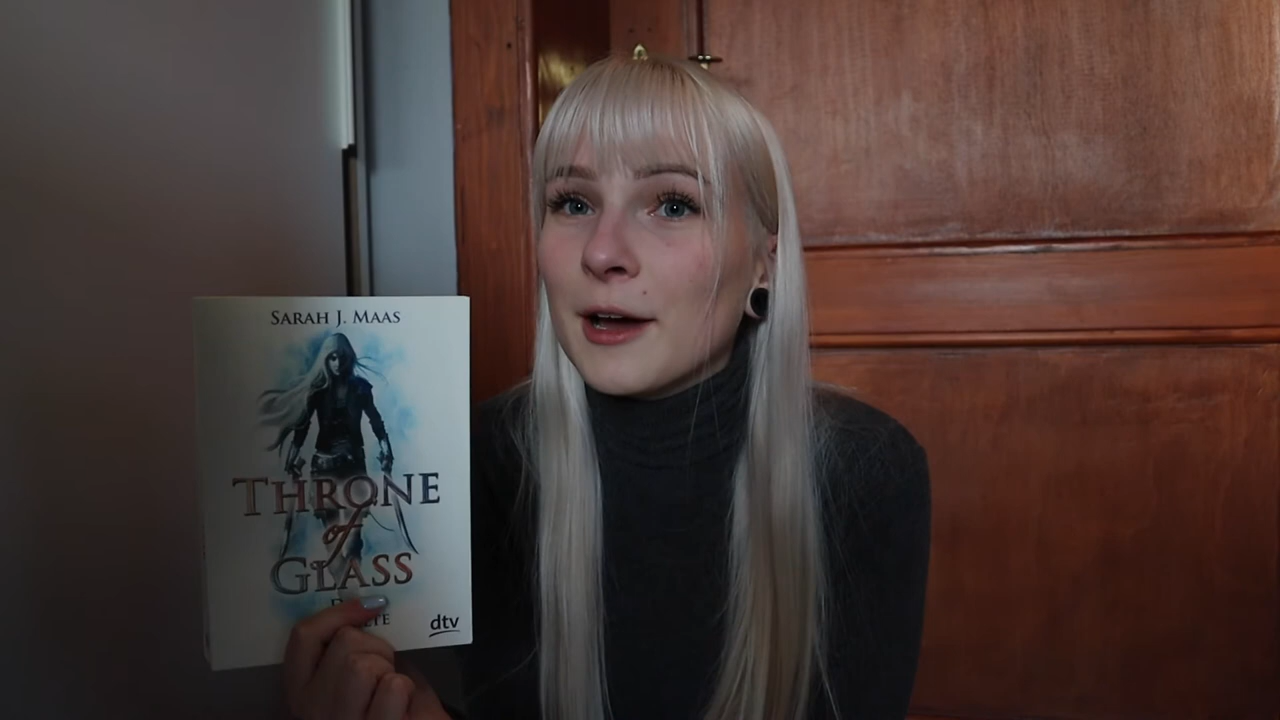 SARAH J. MAAS
THRONE
of
GLASS
dtv